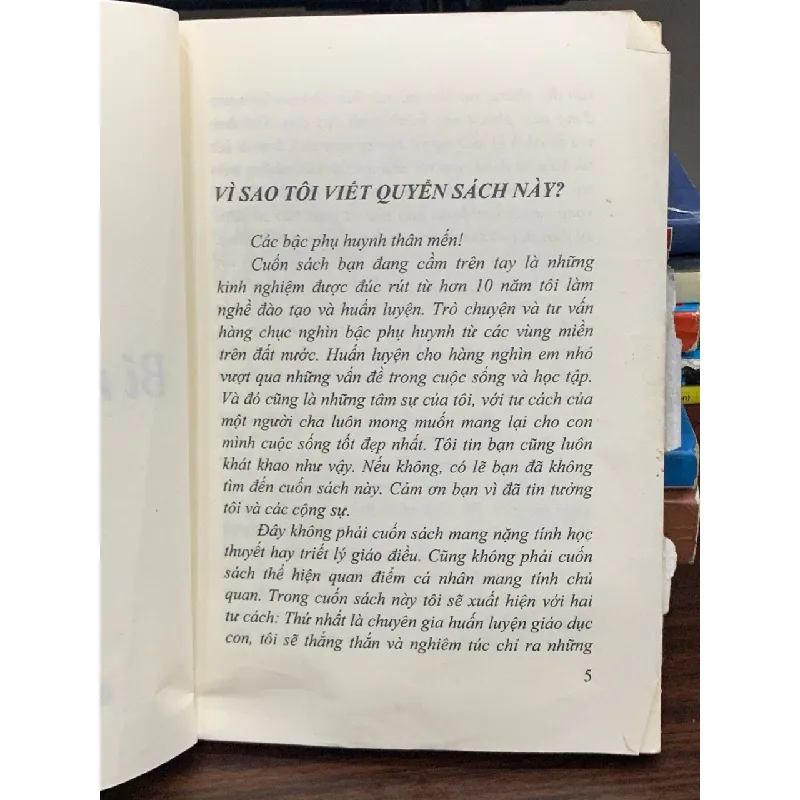 VÌ SAO TÔI VIẾT QUYỂN SÁCH NÀY?
Các bậc phụ huynh thân mến!
Cuốn sách bạn đang cầm trên tay là những
kinh nghiệm được đúc rút từ hơn 10 năm tôi làm
nghề đào tạo và huấn luyện. Trò chuyện và tư vấn
hàng chục nghìn bậc phụ huynh từ các vùng miền
trên đất nước. Huấn luyện cho hàng nghìn em nhỏ
vượt qua những vấn đề trong cuộc sống và học tập.
Và đó cũng là những tâm sự của tôi, với tư cách của
một người cha luôn mong muốn mang lại cho con
mình cuộc sống tốt đẹp nhất. Tôi tin bạn cũng luôn
khát khao như vậy. Nếu không, có lẽ bạn đã không
tìm đến cuốn sách này. Cảm ơn bạn vì đã tin tưởng
tôi và các cộng sự.
Đây không phải cuốn sách mang nặng tính học
thuyết hay triết lý giáo điều. Cũng không phải cuốn
sách thể hiện quan điểm cá nhân mang tính chủ
quan. Trong cuốn sách này tôi sẽ xuất hiện với hai
tư cách: Thứ nhất là chuyên gia huấn luyện giáo dục
con, tôi sẽ thẳng thắn và nghiêm túc chỉ ra những
5